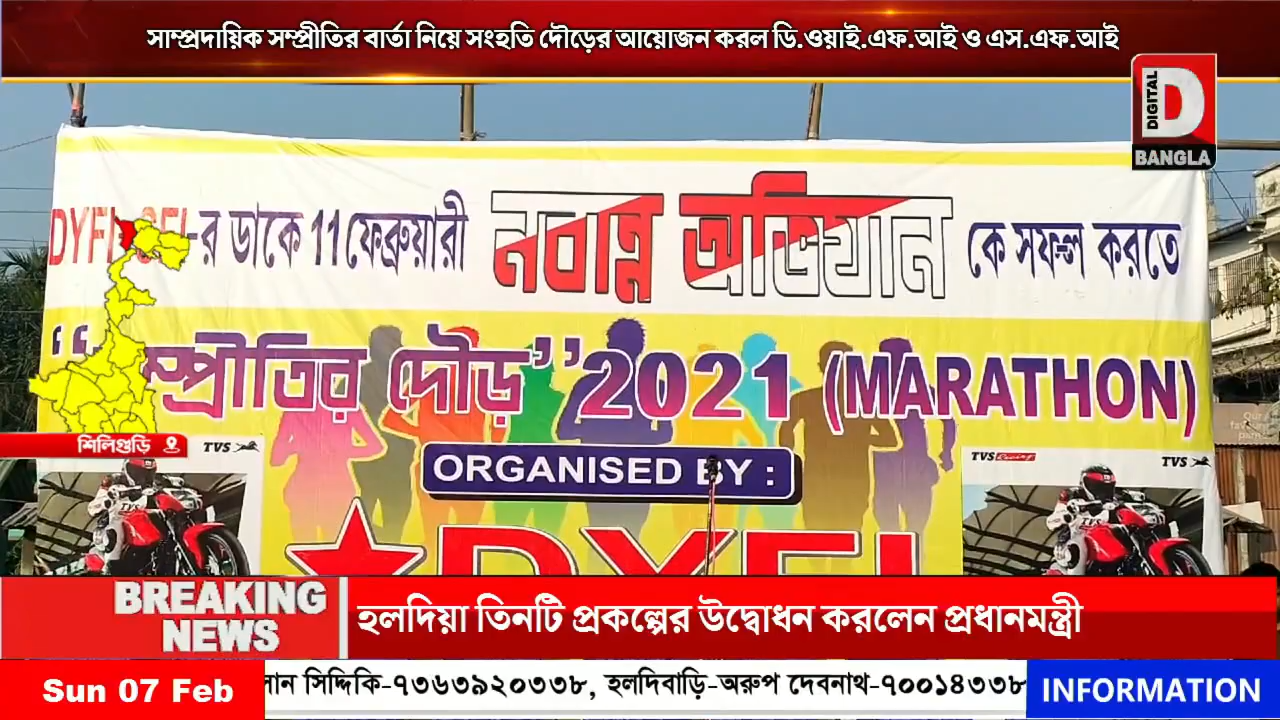 সাম্প্রদায়িক সম্প্রীতির বার্তা নিয়ে সংহতি দৌড়ের আয়োজন করল ডি.ওয়াই.এফ.আই ও এস.এফ.আই
DIGITAL
BANGLA
র ডাকে 11 ফেব্রুয়ারী নবান্ন অভিযান কে সফল করতে
দৌড়’’ 2021 (MARATHON)
শিলিগুড়ি
TVS
ORGANISED BY :
TVS Racing
TVS
DYFI
BREAKING NEWS
হলদিয়া তিনটি প্রকল্পের উদ্বোধন করলেন প্রধানমন্ত্রী
Sun 07 Feb
সিদ্দিকি-৭৩৬৩৯২০৩৩৮, হলদিবাড়ি-অরুপ দেবনাথ-৭০০১৪৩৩৮
INFORMATION